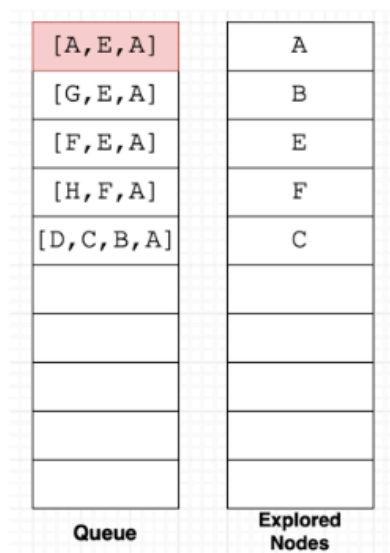 [A,E,A] A
[G,E,A] B
[F,E,A] E
[H,F,A] F
[D,C,B,A] C
Queue
Explored
Nodes